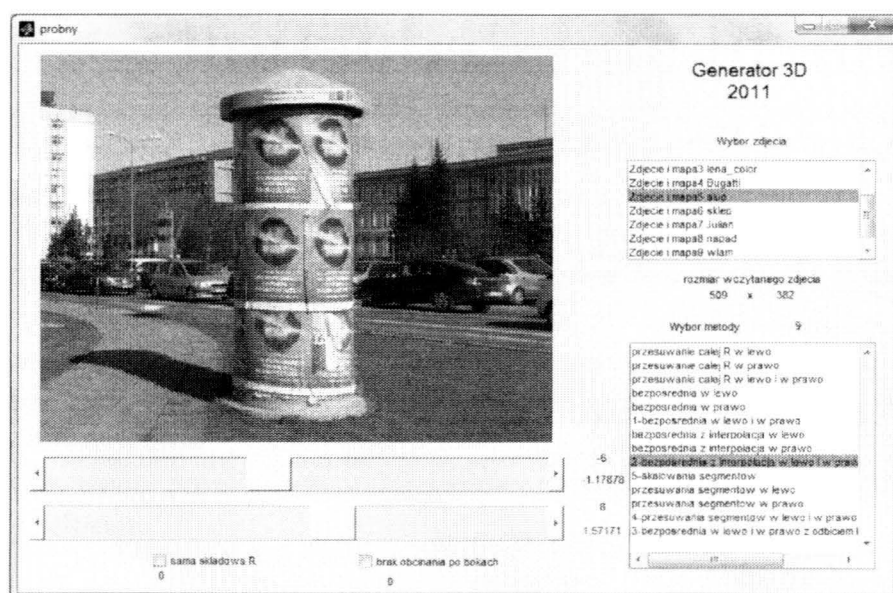 probny
Generator 3D
2011
Wybor zdjecia
Zdjecie i mapa3 lena_color
Zdjecie i mapa4 Bugatti
Zdjecie i mapa5 slup
Zdjecie i mapa6 sklep
Zdjecie i mapa7 Julian
Zdjecie i mapa8 napad
Zdjecie i mapa9 wlam
rozmiar wczytanego zdjecia
509 x 382
Wybor metody 9
przesuwanie calej R w lewo
przesuwanie calej R w prawo
przesuwanie calej R w lewo i w prawo
bezposrednia w lewo
bezposrednia w prawo
1-bezposrednia w lewo i w prawo
bezposrednia z interpolacja w lewo
bezposrednia z interpolacja w prawo
2-bezposrednia z interpolacja w lewo i w praw
5-skalowanie segmentow
przesuwania segmentow w lewo
przesuwania segmentow w prawo
4-przesuwania segmentow w lewo i w prawo
3-bezposrednia w lewo i w prawo z odbiciem l
-6
-1.17878
8
1.57171
sama skladowa R
0
brak obcinania po bokach
0